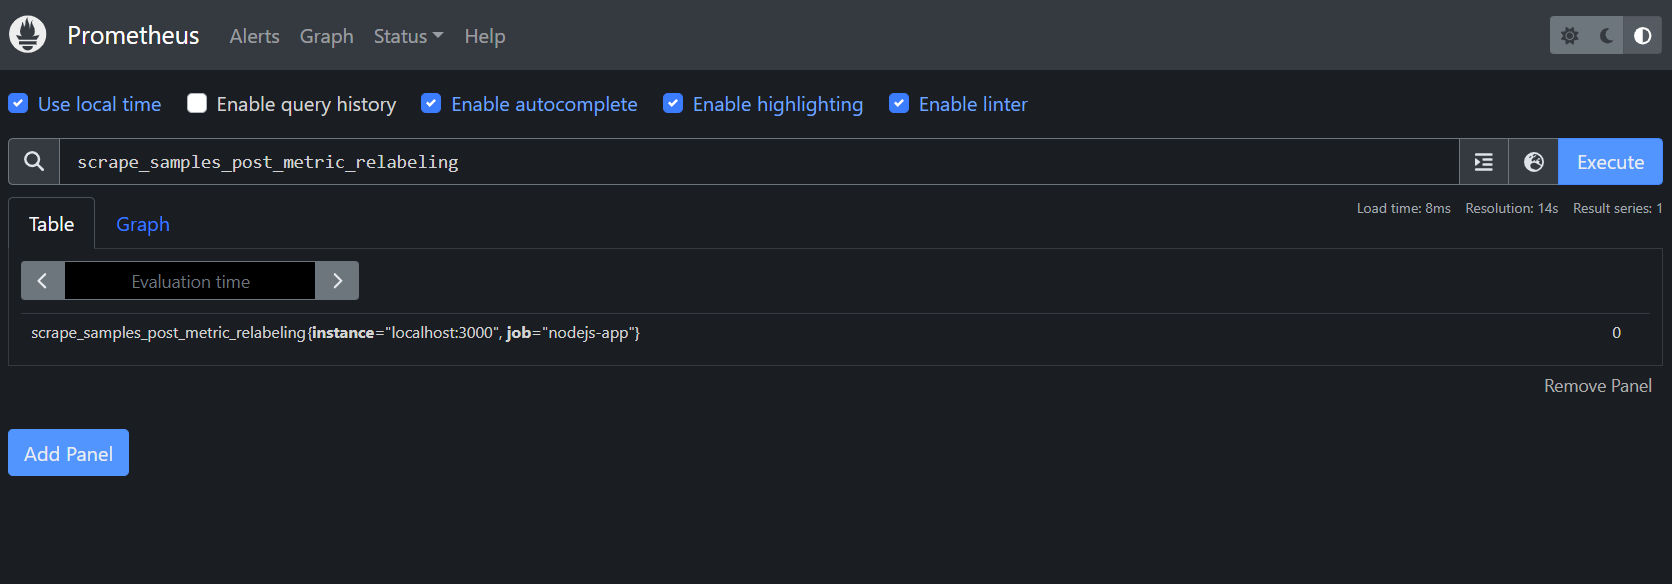 Prometheus Alerts Graph Status Help
Use local time Enable query history Enable autocomplete Enable highlighting Enable linter
scrape_samples_post_metric_relabeling Execute
Table Graph Load time: 8ms Resolution: 14s Result series: 1
Evaluation time
scrape_samples_post_metric_relabeling{instance="localhost:3000", job="nodejs-app"} 0
Remove Panel
Add Panel